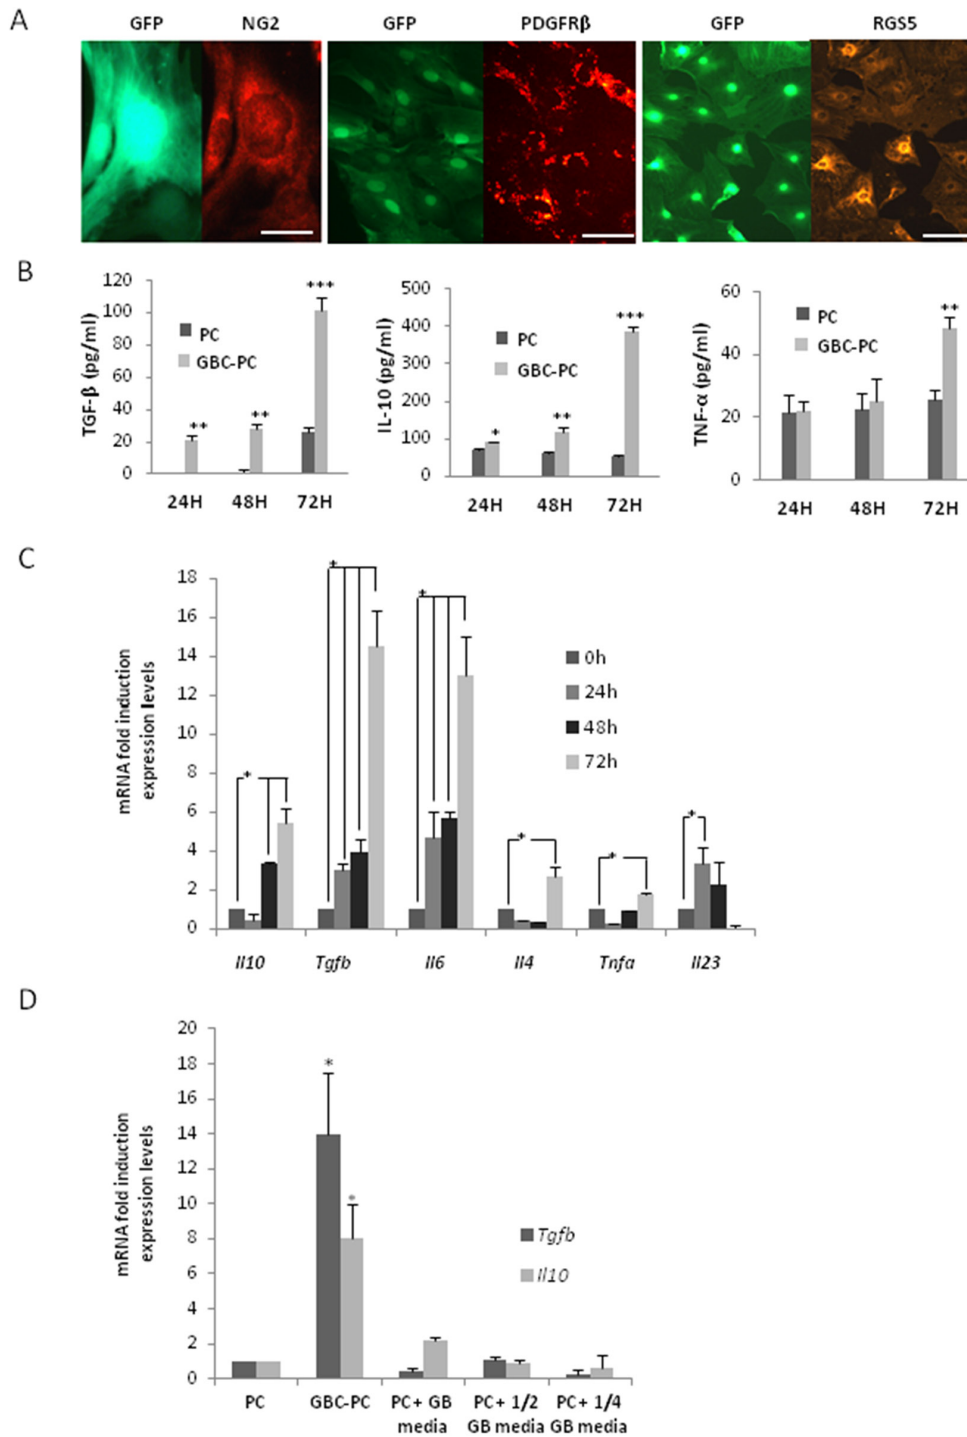 A
GFP NG2 GFP PDGFRβ GFP RGS5
B
TGF-β (pg/ml)
120
100
80
60
40
20
0
PC
GBC-PC
** ** ***
24H 48H 72H
IL-10 (pg/ml)
500
400
300
200
100
0
PC
GBC-PC
* ** ***
24H 48H 72H
TNF-α (pg/ml)
60
40
20
0
PC
GBC-PC
**
24H 48H 72H
C
mRNA fold induction
expression levels
18
16
14
12
10
8
6
4
2
0
* * * * * *
0h
24h
48h
72h
Il10 Tgfb Il6 Il4 Tnfa Il23
D
mRNA fold induction
expression levels
20
18
16
14
12
10
8
6
4
2
0
* *
Tgfb
Il10
PC GBC-PC PC + GB PC + 1/2 PC + 1/4
media GB media GB media